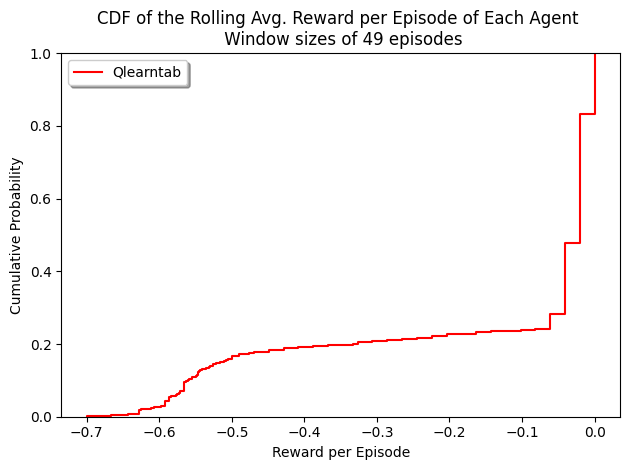 CDF of the Rolling Avg. Reward per Episode of Each Agent
Window sizes of 49 episodes
Qlearntab
Cumulative Probability
1.0
0.8
0.6
0.4
0.2
0.0
−0.7 −0.6 −0.5 −0.4 −0.3 −0.2 −0.1 0.0
Reward per Episode